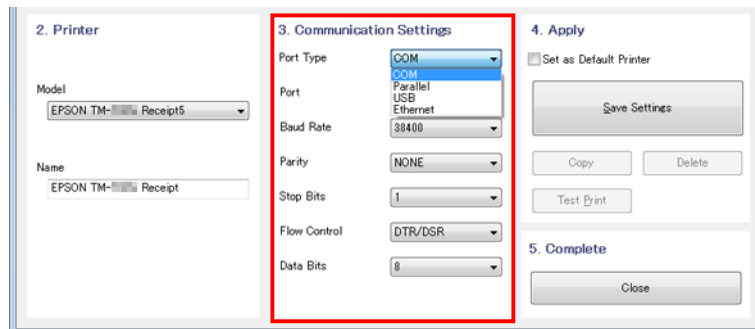 2. Printer
Model
EPSON TM- Receipt5
Name
EPSON TM- Receipt
3. Communication Settings
Port Type
COM
COM
Parallel
USB
Ethernet
Port
Baud Rate
38400
Parity
NONE
Stop Bits
1
Flow Control
DTR/DSR
Data Bits
8
4. Apply
Set as Default Printer
Save Settings
Copy
Delete
Test Print
5. Complete
Close